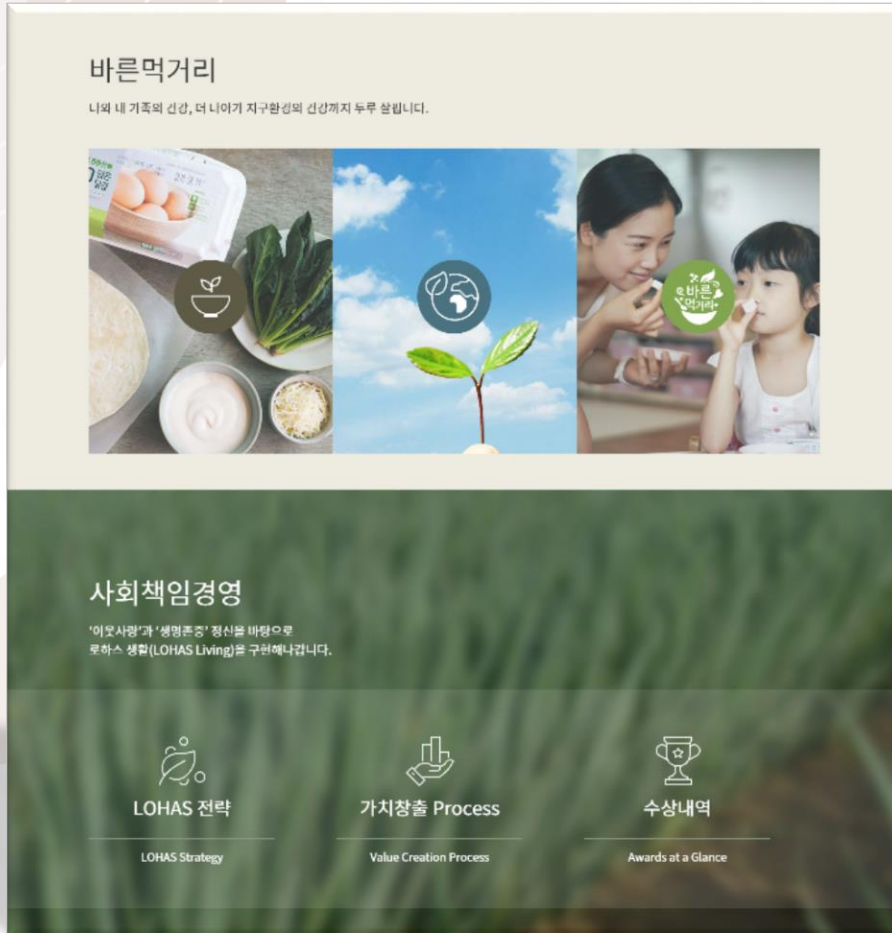 바른먹거리
나와 내 가족의 건강, 더 나아가 지구환경의 건강까지 두루 살핍니다.
바른
먹거리
사회책임경영
'이웃사랑'과 '생명존중' 정신을 바탕으로
로하스 생활(LOHAS Living)을 구현해나갑니다.
LOHAS 전략
가치창출 Process
수상내역
LOHAS Strategy
Value Creation Process
Awards at a Glance